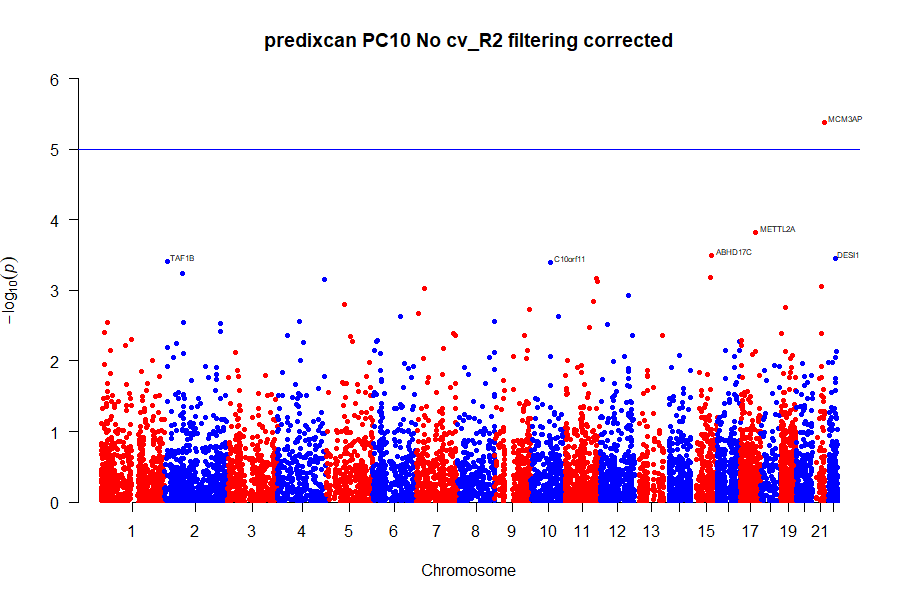 predixcan PC10 No cv_R2 filtering corrected
6
MCM3AP
5
4
METTL2A
ABHD17C
DESI1
TAF1B
C10orf11
3
−log10(p)
2
1
0
1 2 3 4 5 6 7 8 9 10 11 12 13 15 17 19 21
Chromosome